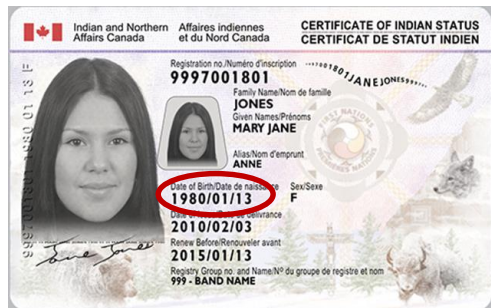 Indian and Northern Affairs Canada
Affaires indiennes et du Nord Canada
CERTIFICATE OF INDIAN STATUS
CERTIFICAT DE STATUT INDIEN
Registration no./Numéro d'inscription
9997001801
Family Name/Nom de famille
JONES
Given Names/Prénoms
MARY JANE
Alias/Nom d'emprunt
ANNE
Date of Birth/Date de naissance Sex/Sexe
1980/01/13 F
2010/02/03
Renew Before/Renouveler avant
2015/01/13
Registry Group no. and Name/Nº du groupe de registre et nom
999 - BAND NAME
Jane Jones